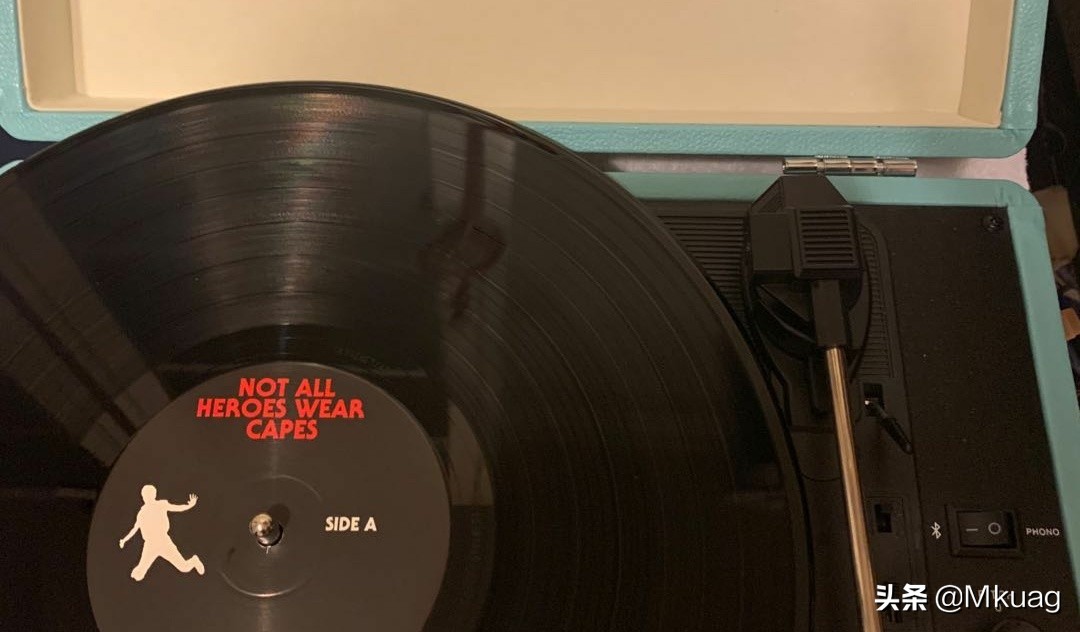 NOT ALL
HEROES WEAR
CAPES
SIDE A
PHONO
头条 @Mkuag